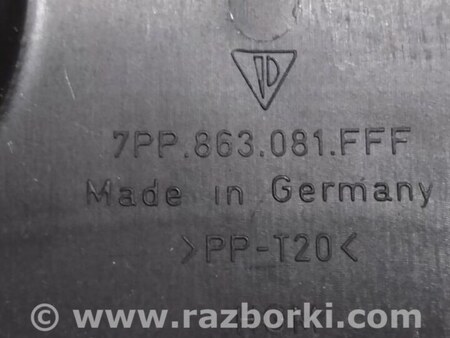 7PP.863.081.FFF
Made in Germany
>PP-T20<
© www.razborki.com